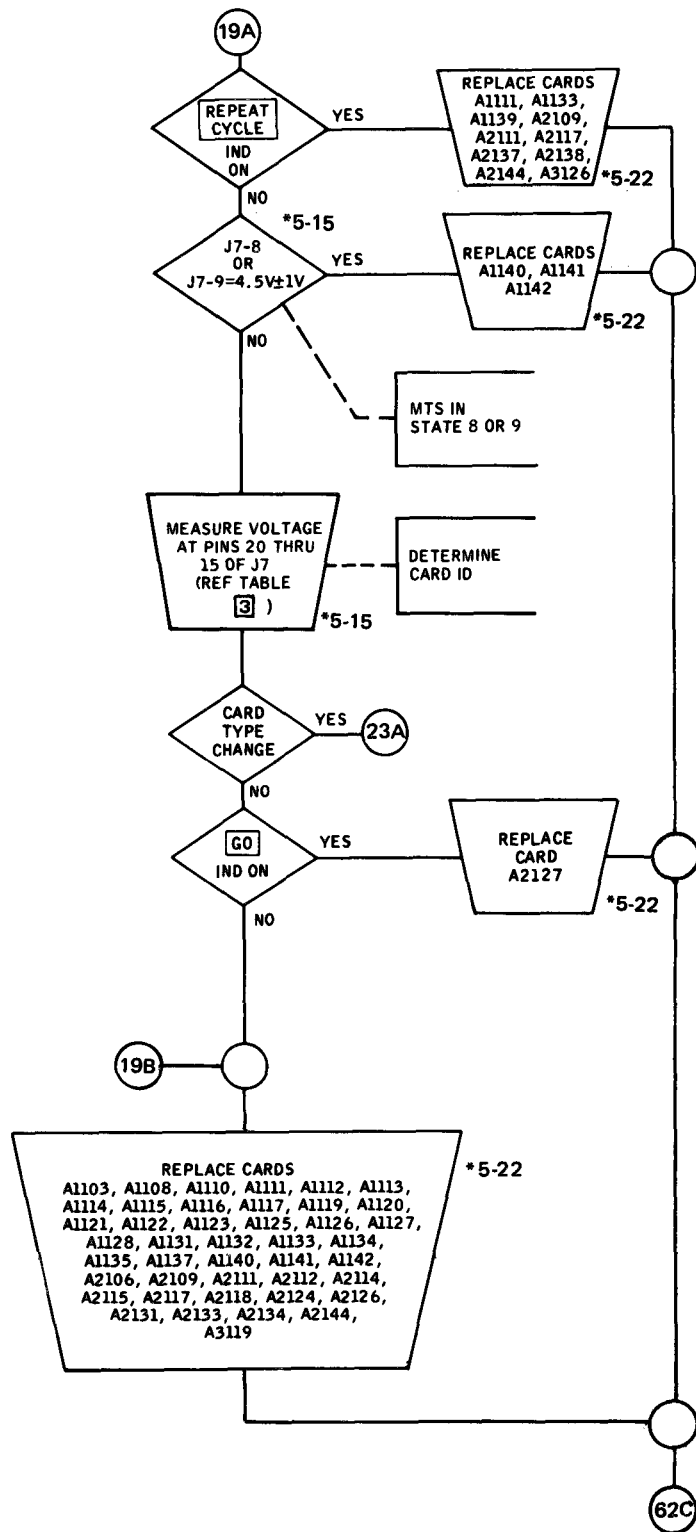 19A
REPEAT
CYCLE
IND
ON
YES
NO
REPLACE CARDS
A1111, A1133,
A1139, A2109,
A2111, A2117,
A2137, A2138,
A2144, A3126
*5-22
*5-15
J7-8
OR
J7-9=4.5V±1V
YES
NO
REPLACE CARDS
A1140, A1141
A1142
*5-22
MTS IN
STATE 8 OR 9
MEASURE VOLTAGE
AT PINS 20 THRU
15 OF J7
(REF TABLE
3 )
*5-15
DETERMINE
CARD ID
CARD
TYPE
CHANGE
YES
23A
NO
GO
IND ON
YES
NO
REPLACE
CARD
A2127
*5-22
19B
REPLACE CARDS
A1103, A1108, A1110, A1111, A1112, A1113,
A1114, A1115, A1116, A1117, A1119, A1120,
A1121, A1122, A1123, A1125, A1126, A1127,
A1128, A1131, A1132, A1133, A1134,
A1135, A1137, A1140, A1141, A1142,
A2106, A2109, A2111, A2112, A2114,
A2115, A2117, A2118, A2124, A2126,
A2131, A2133, A2134, A2144,
A3119
*5-22
62C